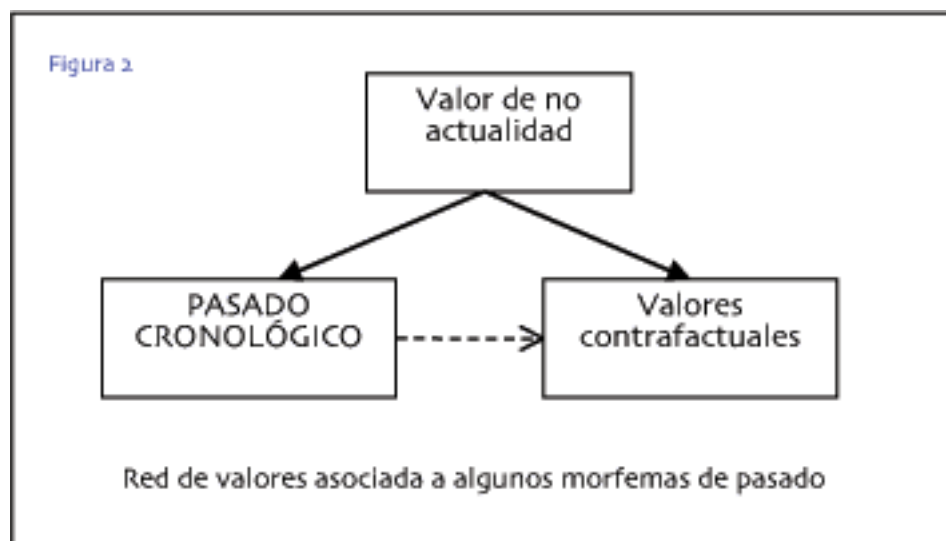 Figura 2
Valor de no
actualidad
PASADO
CRONOLÓGICO
Valores
contrafactuales
Red de valores asociada a algunos morfemas de pasado